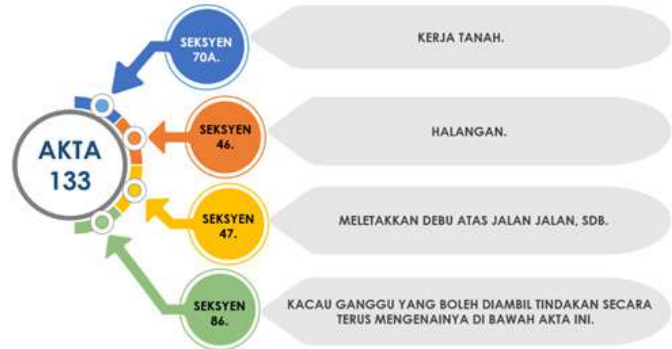 AKTA
133
SEKSYEN
70A.
KERJA TANAH.
SEKSYEN
46.
HALANGAN.
SEKSYEN
47.
MELETAKKAN DEBU ATAS JALAN JALAN, SDB.
SEKSYEN
86.
KACAU GANGGU YANG BOLEH DIAMBIL TINDAKAN SECARA
TERUS MENGENAINYA DI BAWAH AKTA INI.